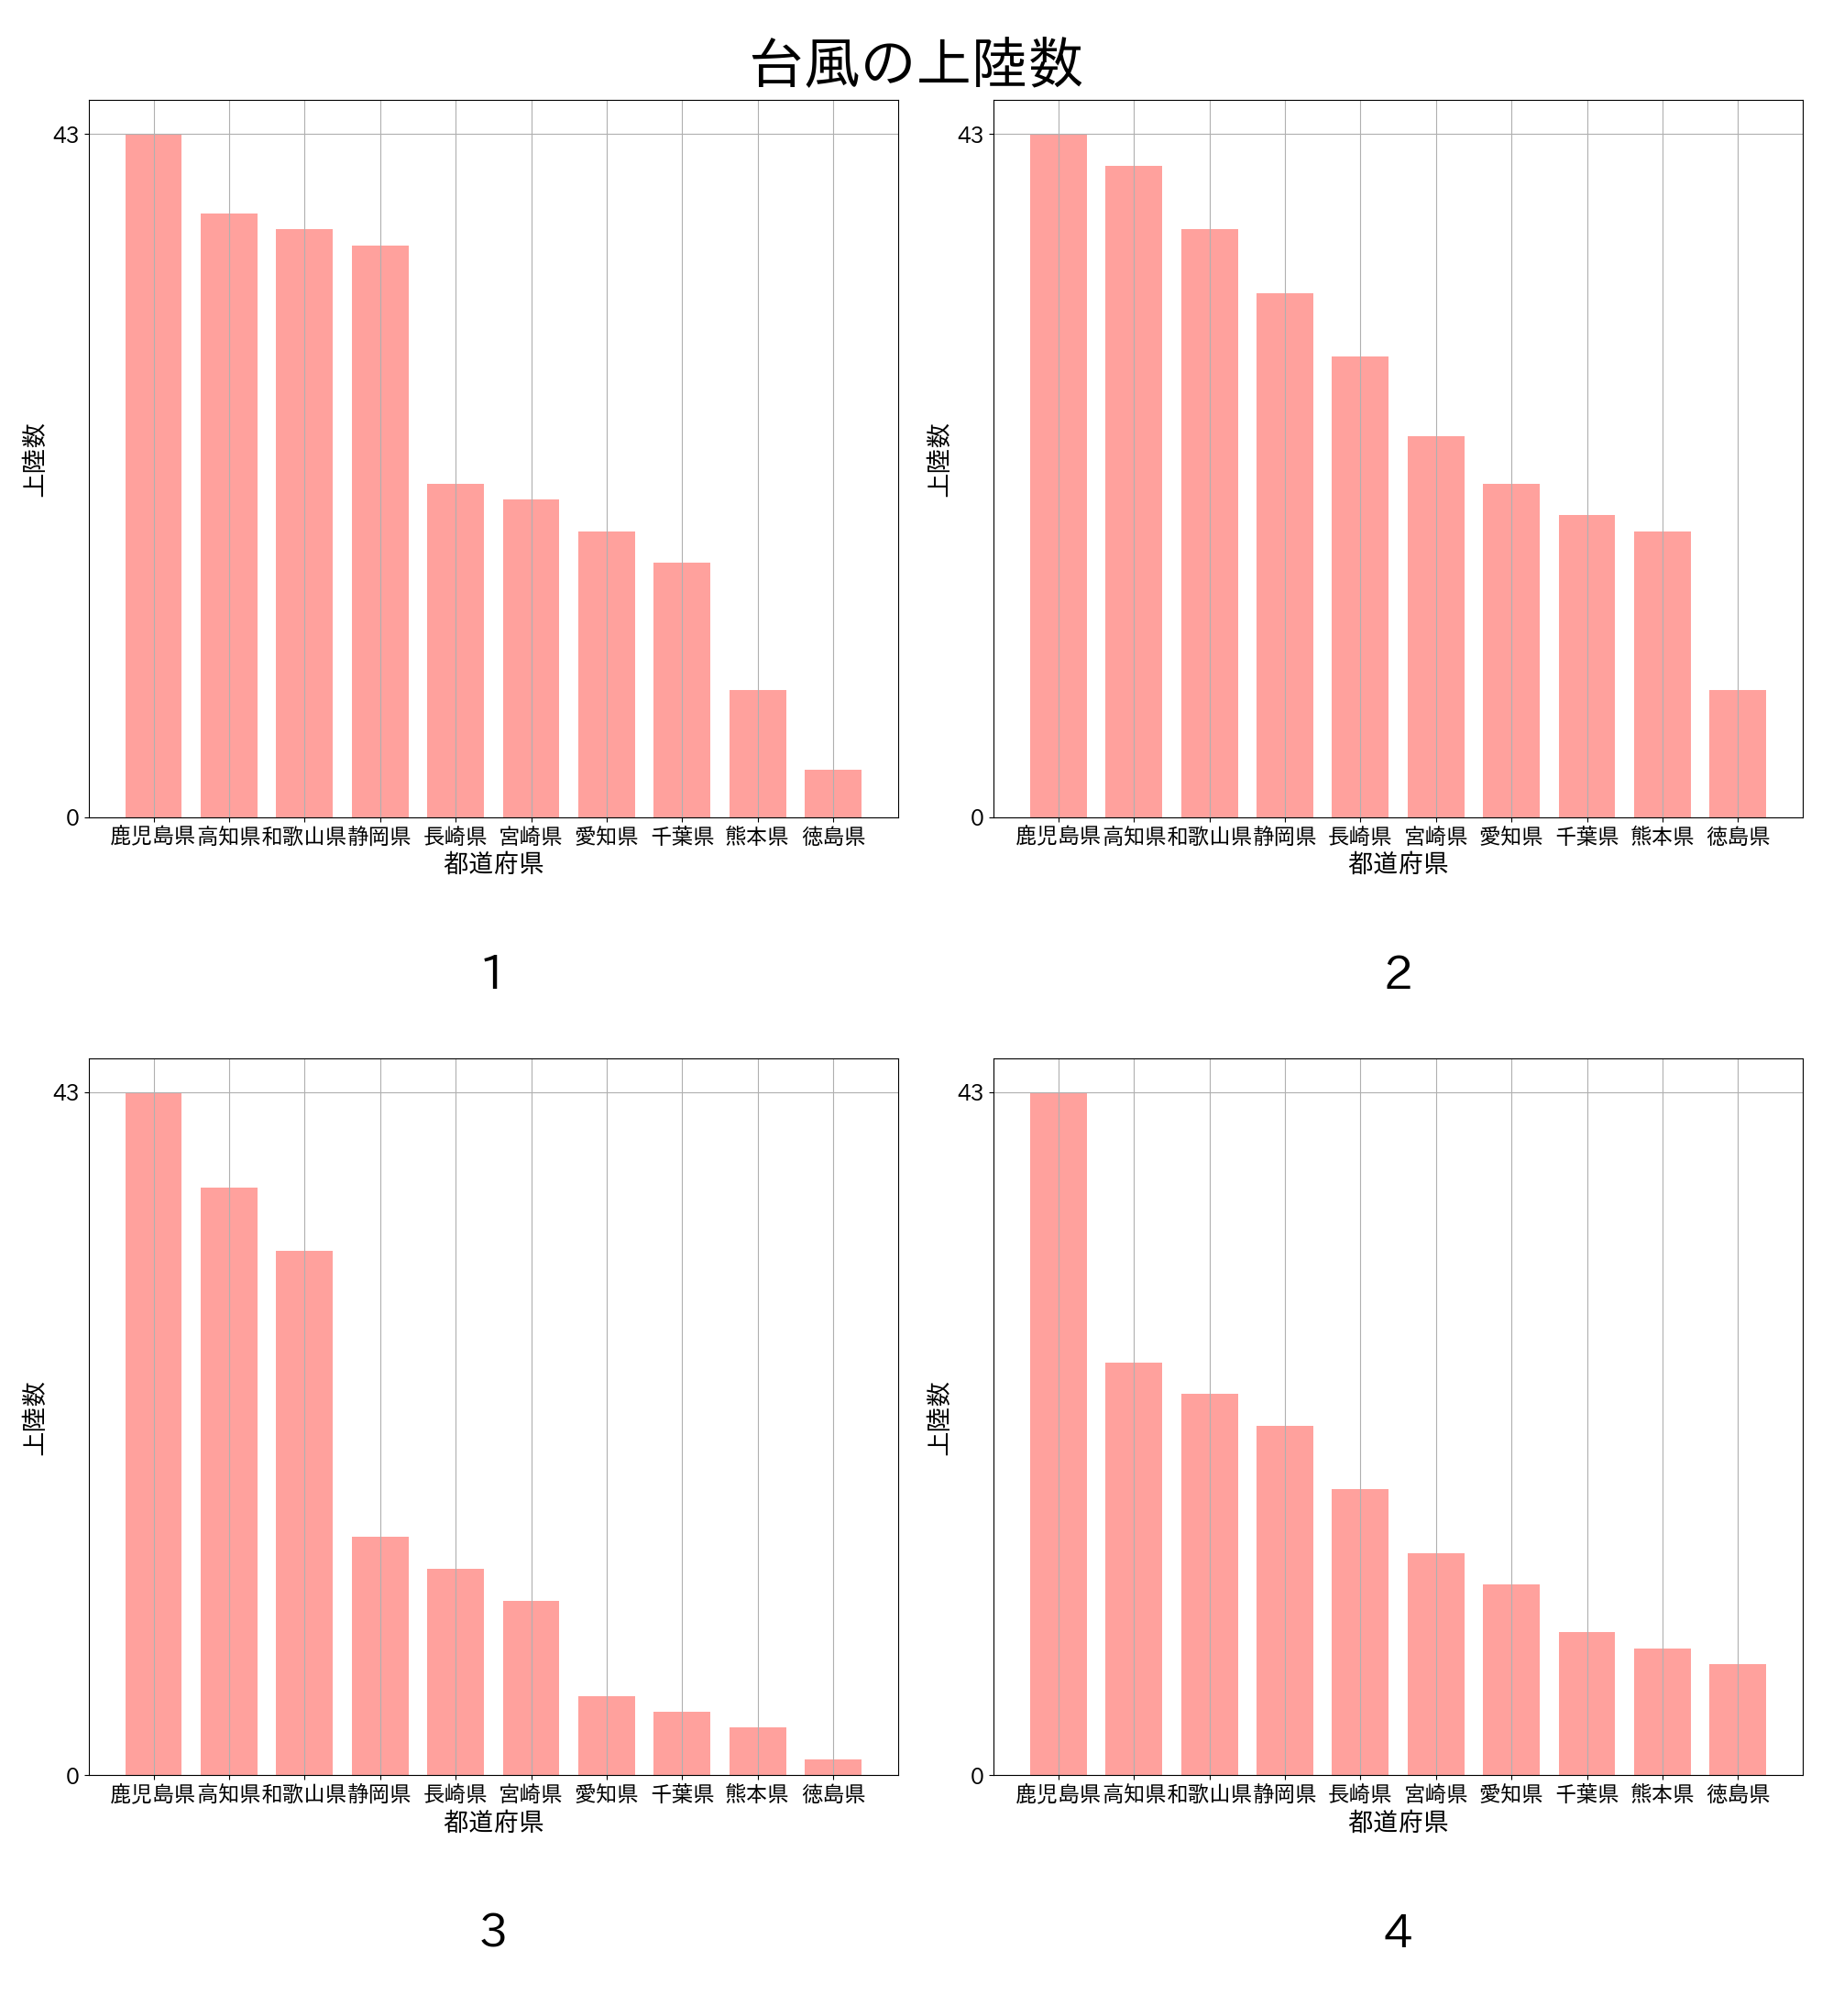 台風の上陸数
43
0
上陸数
鹿児島県 高知県 和歌山県 静岡県 長崎県 宮崎県 愛知県 千葉県 熊本県 徳島県
都道府県
1
43
0
上陸数
鹿児島県 高知県 和歌山県 静岡県 長崎県 宮崎県 愛知県 千葉県 熊本県 徳島県
都道府県
2
43
0
上陸数
鹿児島県 高知県 和歌山県 静岡県 長崎県 宮崎県 愛知県 千葉県 熊本県 徳島県
都道府県
3
43
0
上陸数
鹿児島県 高知県 和歌山県 静岡県 長崎県 宮崎県 愛知県 千葉県 熊本県 徳島県
都道府県
4